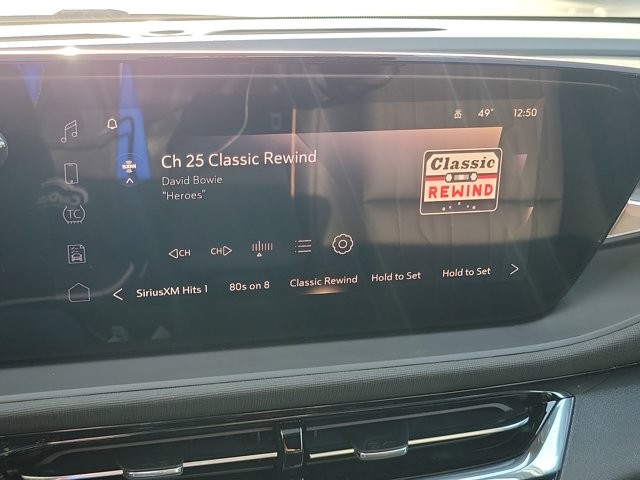 49° 12:50
Ch 25 Classic Rewind
David Bowie
"Heroes"
Classic
REWIND
TC
CH CH
SiriusXM Hits 1 80s on 8 Classic Rewind Hold to Set Hold to Set